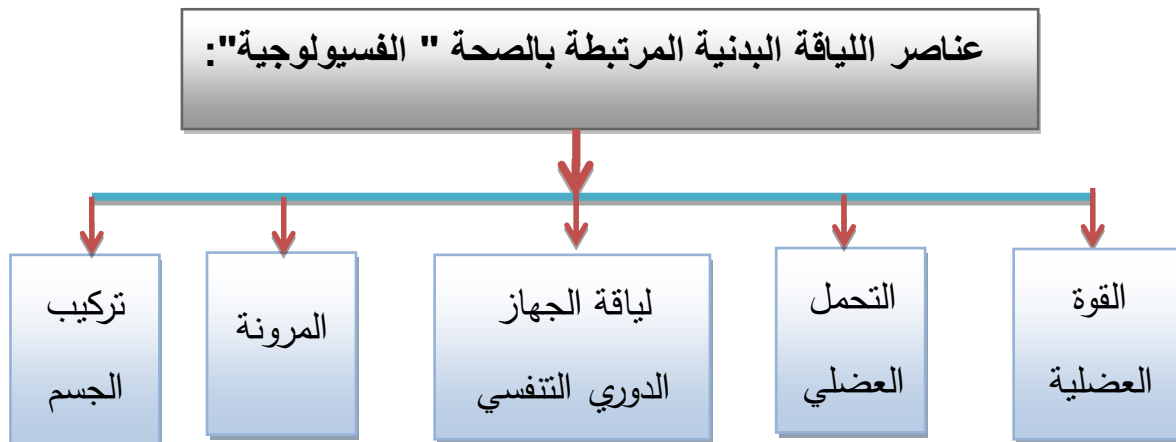 عناصر اللياقة البدنية المرتبطة بالصحة " الفسيولوجية":
القوة
العضلية
التحمل
العضلي
لياقة الجهاز
الدوري التنفسي
المرونة
تركيب
الجسم